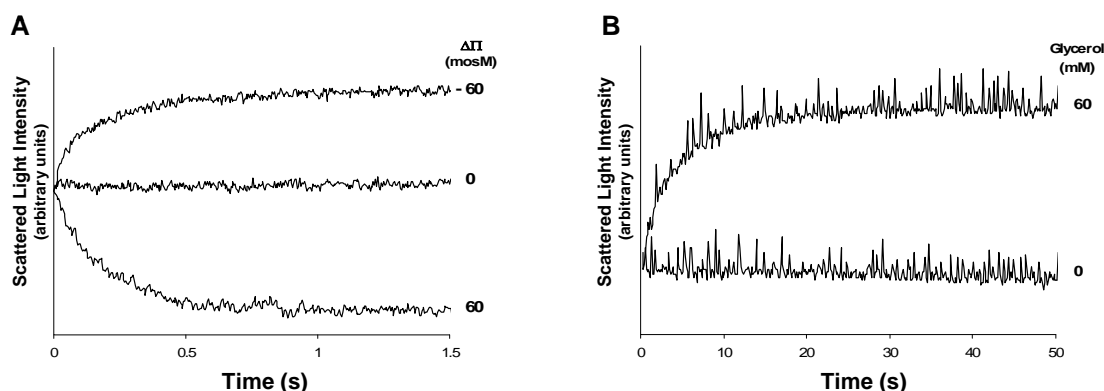 A
ΔΠ
(mosM)
- 60
0
60
Scattered Light Intensity
(arbitrary units)
0
0.5
1
1.5
Time (s)
B
Glycerol
(mM)
60
0
Scattered Light Intensity
(arbitrary units)
0
10
20
30
40
50
Time (s)